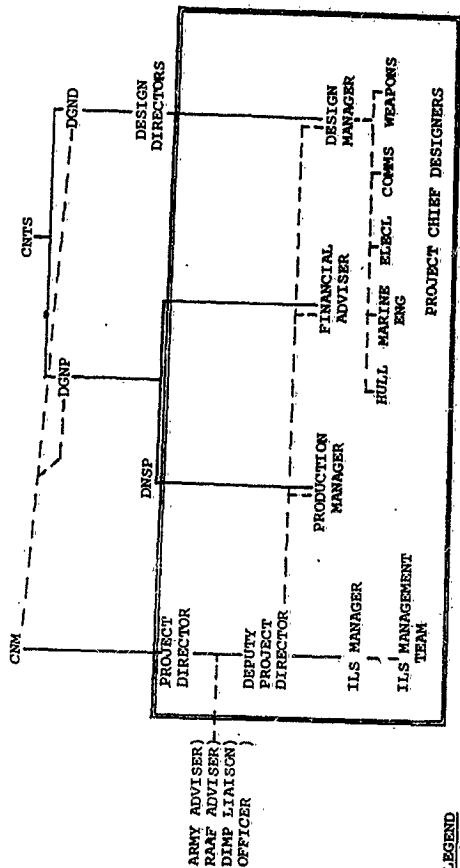 CNTS
CNM
DGNP
DGND
DESIGN
DIRECTORS
DNSP
PROJECT
DIRECTOR
ARMY ADVISER)
RAAF ADVISER)
DIMP LIAISON)
OFFICER )
DEPUTY
PROJECT
DIRECTOR
PRODUCTION
MANAGER
FINANCIAL
ADVISER
DESIGN
MANAGER
ILS MANAGER
ILS MANAGEMENT
TEAM
HULL MARINE ELECL COMMS WEAPONS
ENG
PROJECT CHIEF DESIGNERS
LEGEND